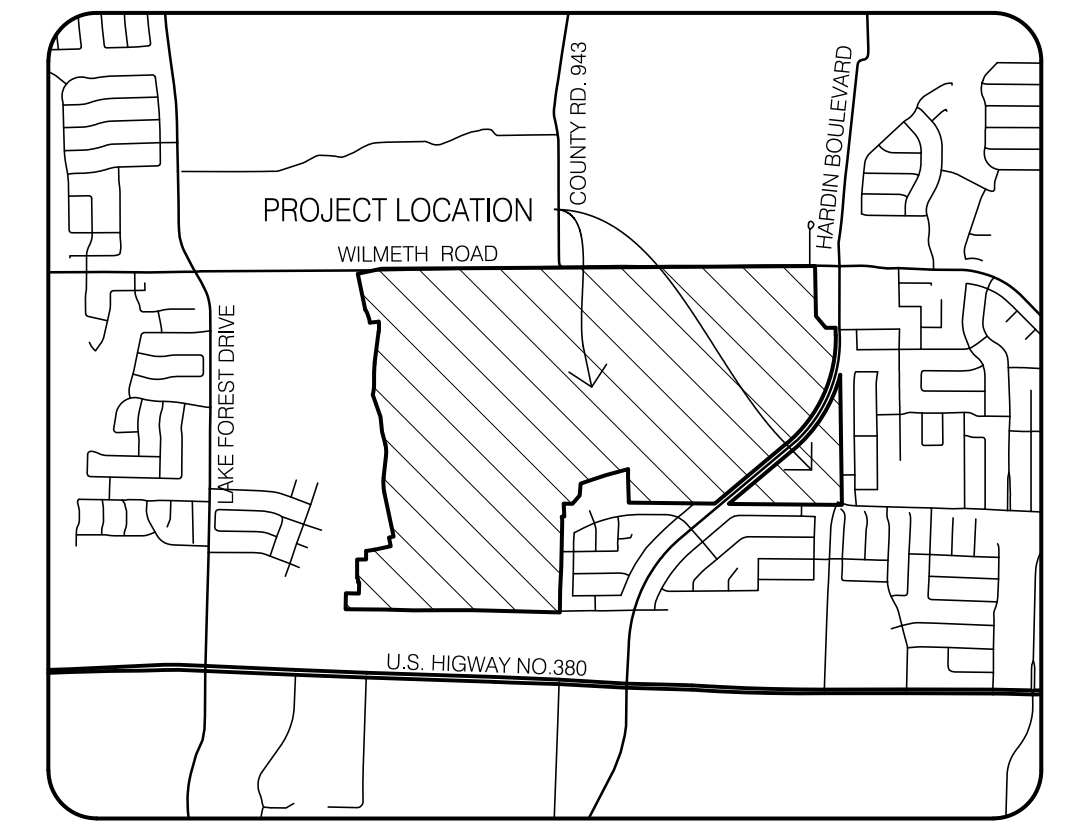 COUNTY RD. 943
HARDIN BOULEVARD
PROJECT LOCATION
WILMETH ROAD
LAKE FOREST DRIVE
U.S. HIGWAY NO.380